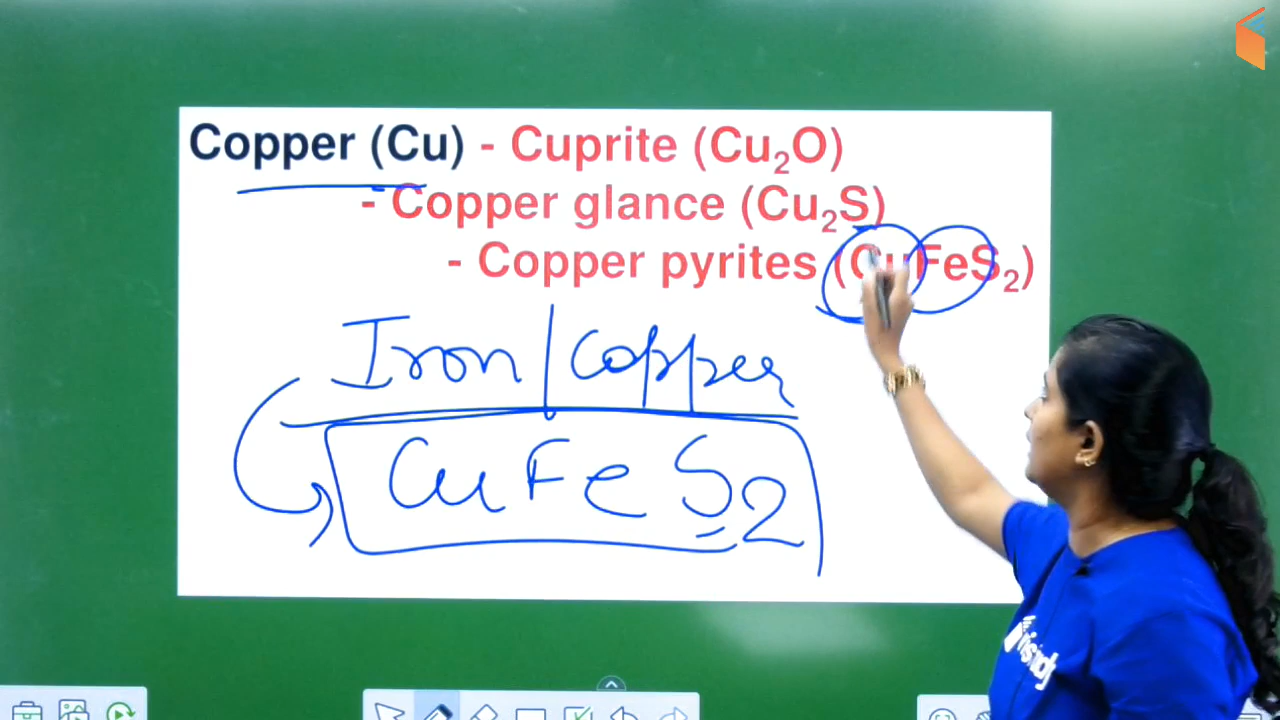 Copper (Cu) - Cuprite (Cu₂O)
- Copper glance (Cu₂S)
- Copper pyrites (CuFeS₂)
Iron | Copper
CuFeS₂